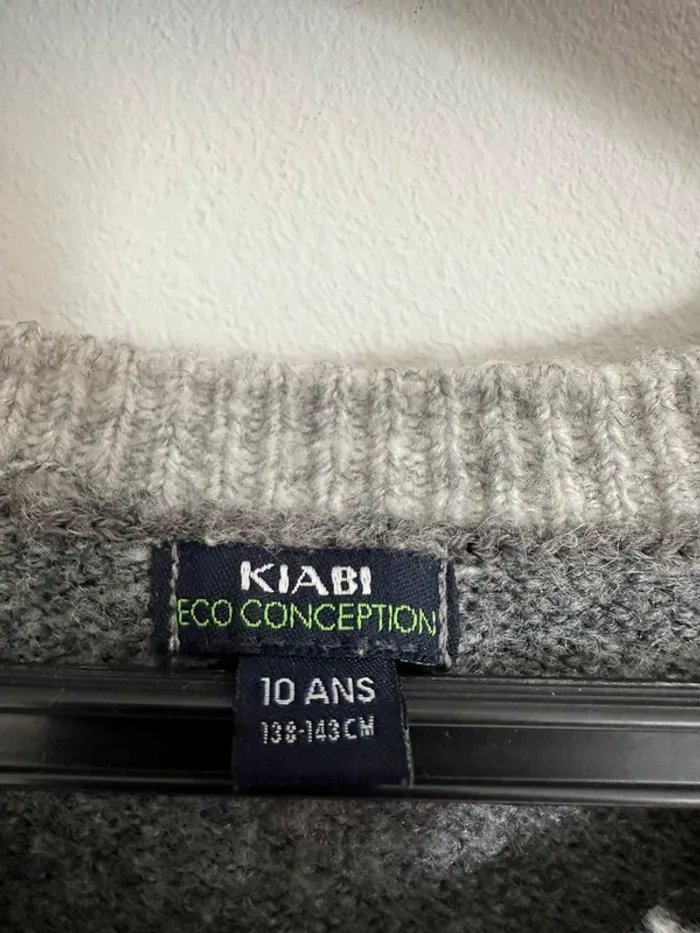 KIABI
ECO CONCEPTION
10 ANS
138-143CM